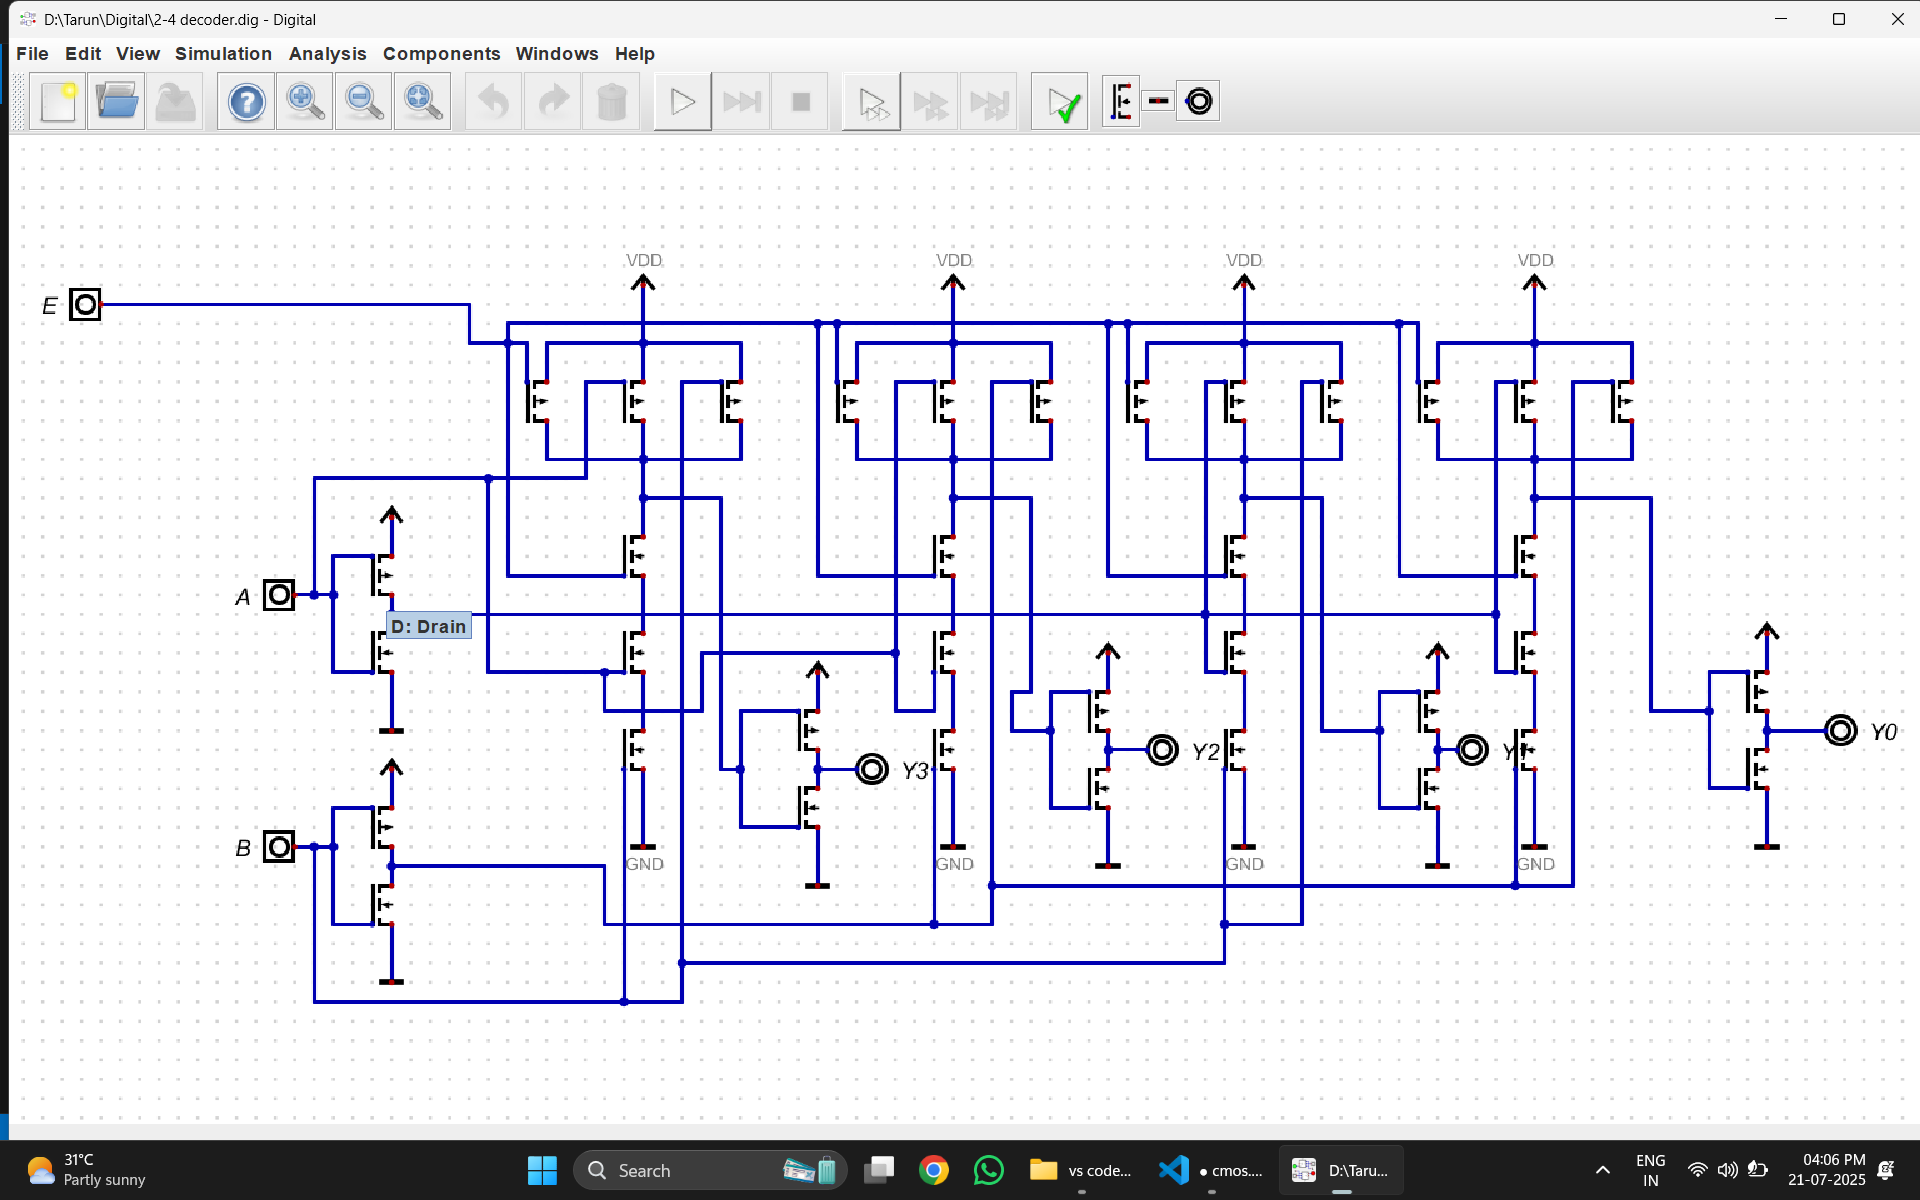 D:\Tarun\Digital\2-4 decoder.dig - Digital
File Edit View Simulation Analysis Components Windows Help
VDD VDD VDD VDD
E
A
D: Drain
Y3 Y2 Y1 Y0
B
GND GND GND GND
31°C
Partly sunny
Search
vs code...
cmos....
D:\Taru...
ENG
IN
04:06 PM
21-07-2025